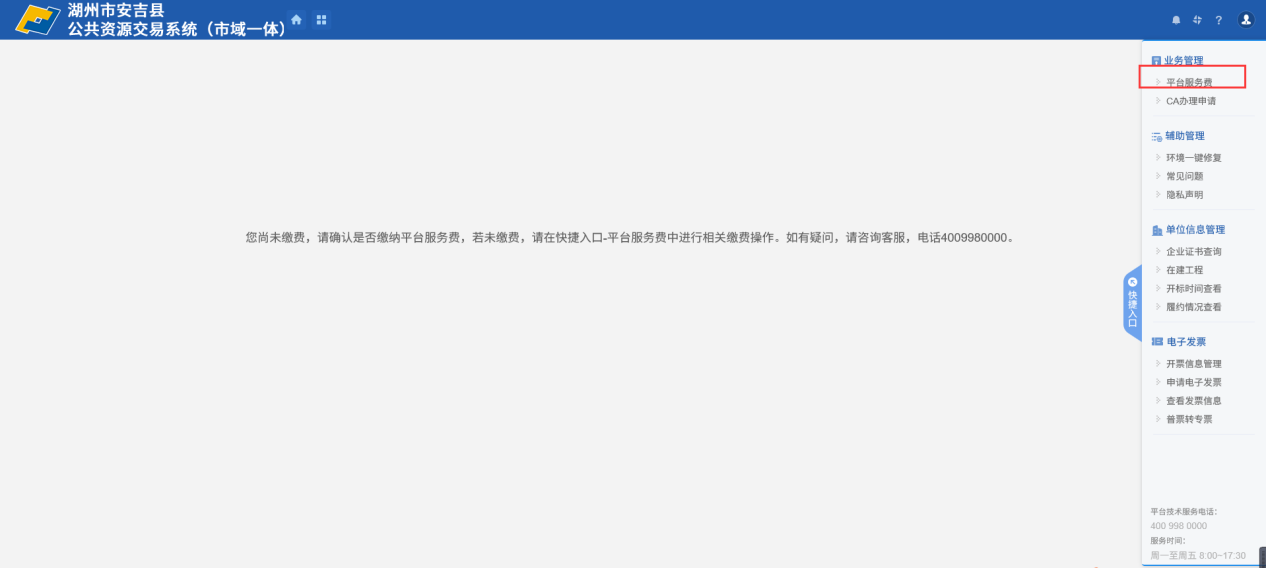 湖州市安吉县
公共资源交易系统（市域一体）
业务管理
平台服务费
CA办理申请
辅助管理
环境一键修复
常见问题
隐私声明
您尚未缴费，请确认是否缴纳平台服务费，若未缴费，请在快捷入口-平台服务费中进行相关缴费操作。如有疑问，请咨询客服，电话4009980000。
单位信息管理
企业证书查询
在建工程
开标时间查看
履约情况查看
快捷入口
电子发票
开票信息管理
申请电子发票
查看发票信息
普票转专票
平台技术服务电话：
400 998 0000
服务时间：
周一至周五 8:00~17:30